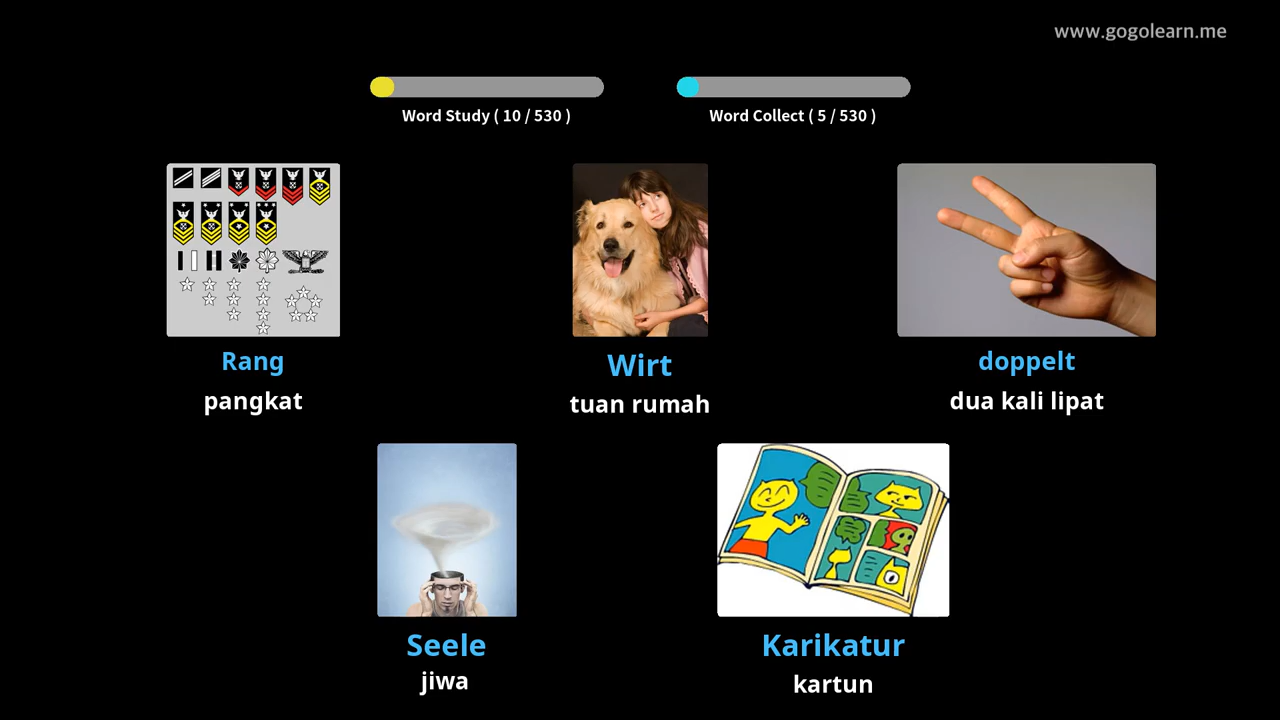 www.gogolearn.me
Word Study ( 10 / 530 )
Word Collect ( 5 / 530 )
Rang
pangkat
Wirt
tuan rumah
doppelt
dua kali lipat
Seele
jiwa
Karikatur
kartun